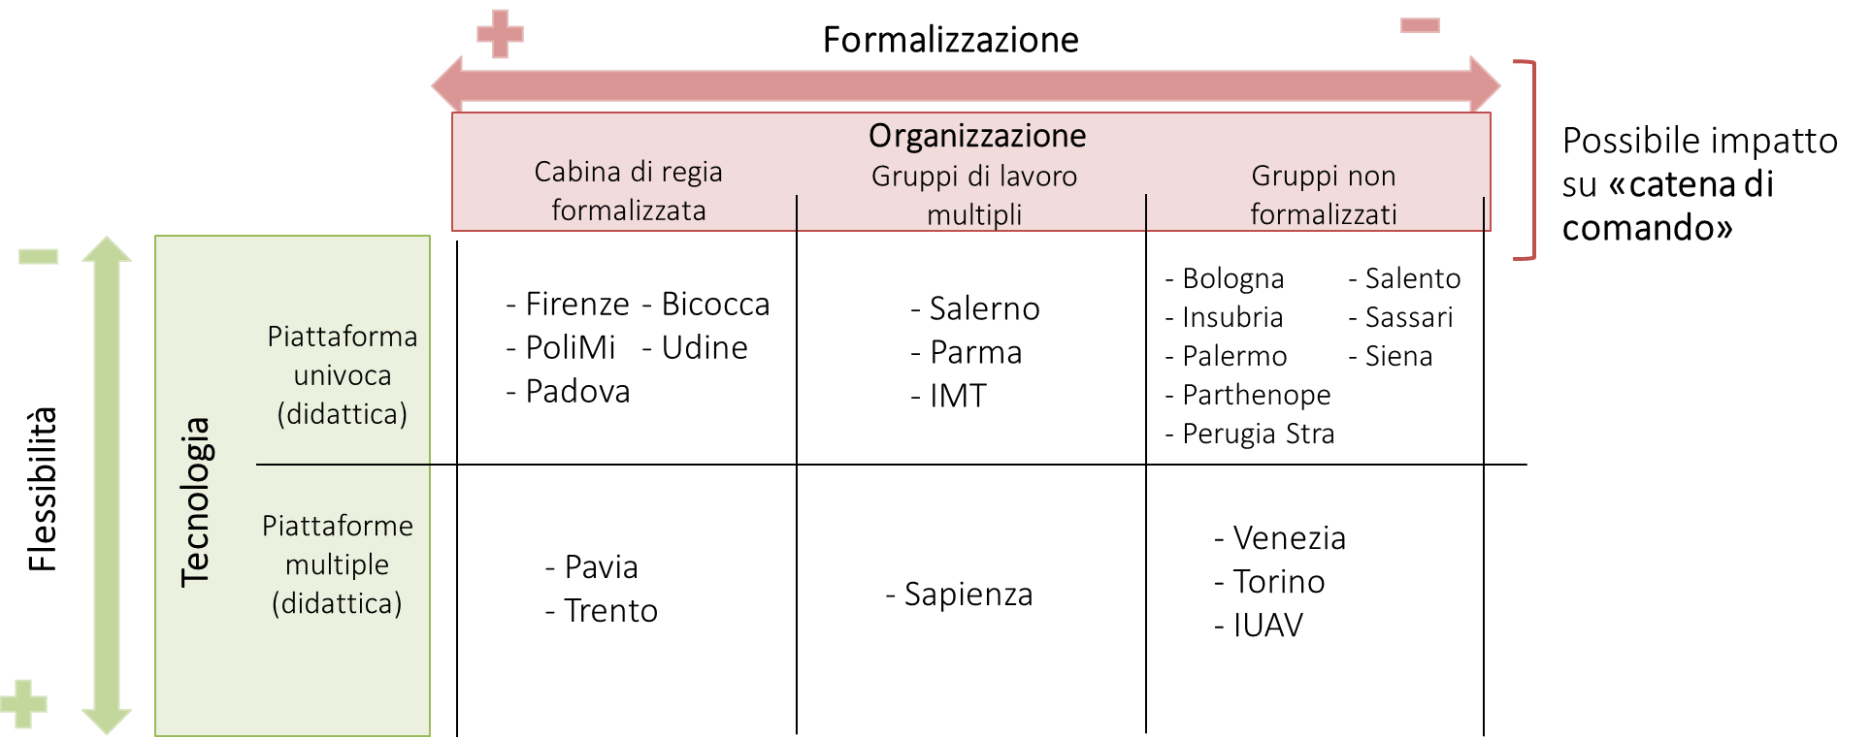 Formalizzazione
Organizzazione
Cabina di regia
formalizzata
Gruppi di lavoro
multipli
Gruppi non
formalizzati
Possibile impatto
su «catena di
comando»
Flessibilità
Tecnologia
Piattaforma
univoca
(didattica)
- Firenze - Bicocca
- PoliMi - Udine
- Padova
- Salerno
- Parma
- IMT
- Bologna - Salento
- Insubria - Sassari
- Palermo - Siena
- Parthenope
- Perugia Stra
Piattaforme
multiple
(didattica)
- Pavia
- Trento
- Sapienza
- Venezia
- Torino
- IUAV